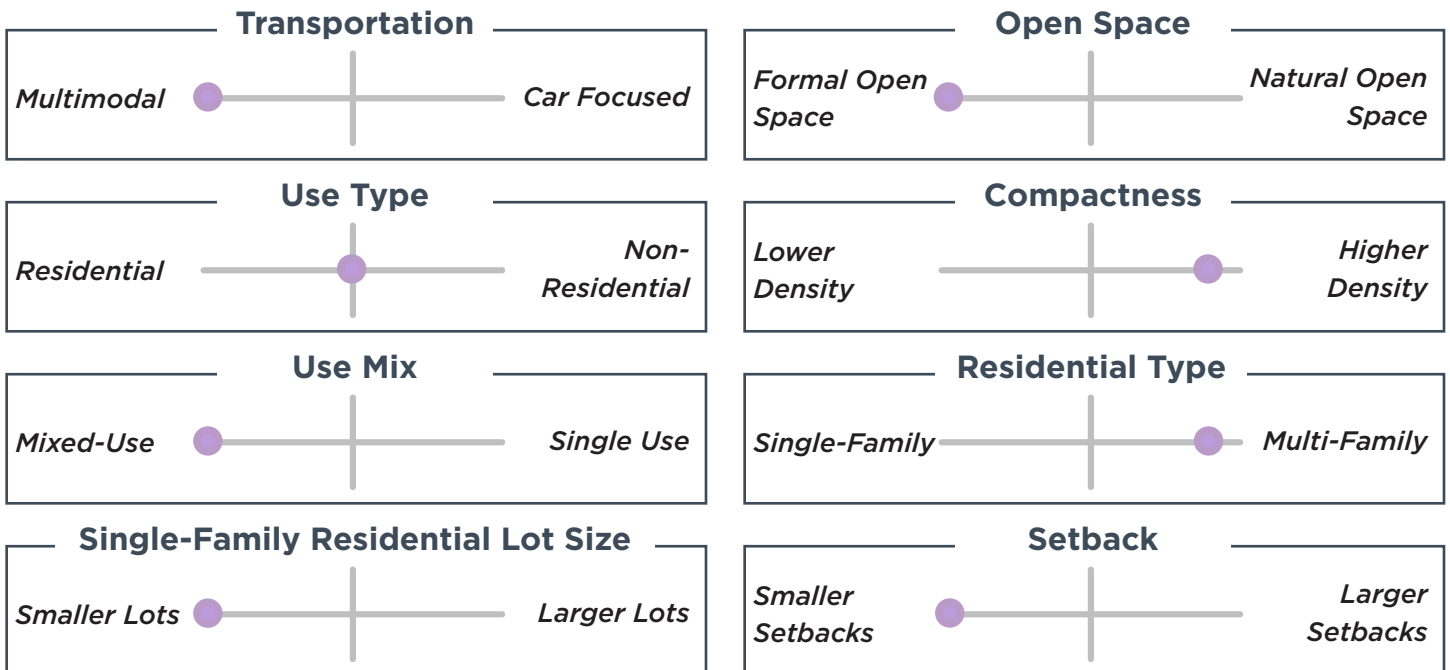 Transportation
Multimodal
Car Focused
Open Space
Formal Open
Space
Natural Open
Space
Use Type
Residential
Non-
Residential
Compactness
Lower
Density
Higher
Density
Use Mix
Mixed-Use
Single Use
Residential Type
Single-Family
Multi-Family
Single-Family Residential Lot Size
Smaller Lots
Larger Lots
Setback
Smaller
Setbacks
Larger
Setbacks